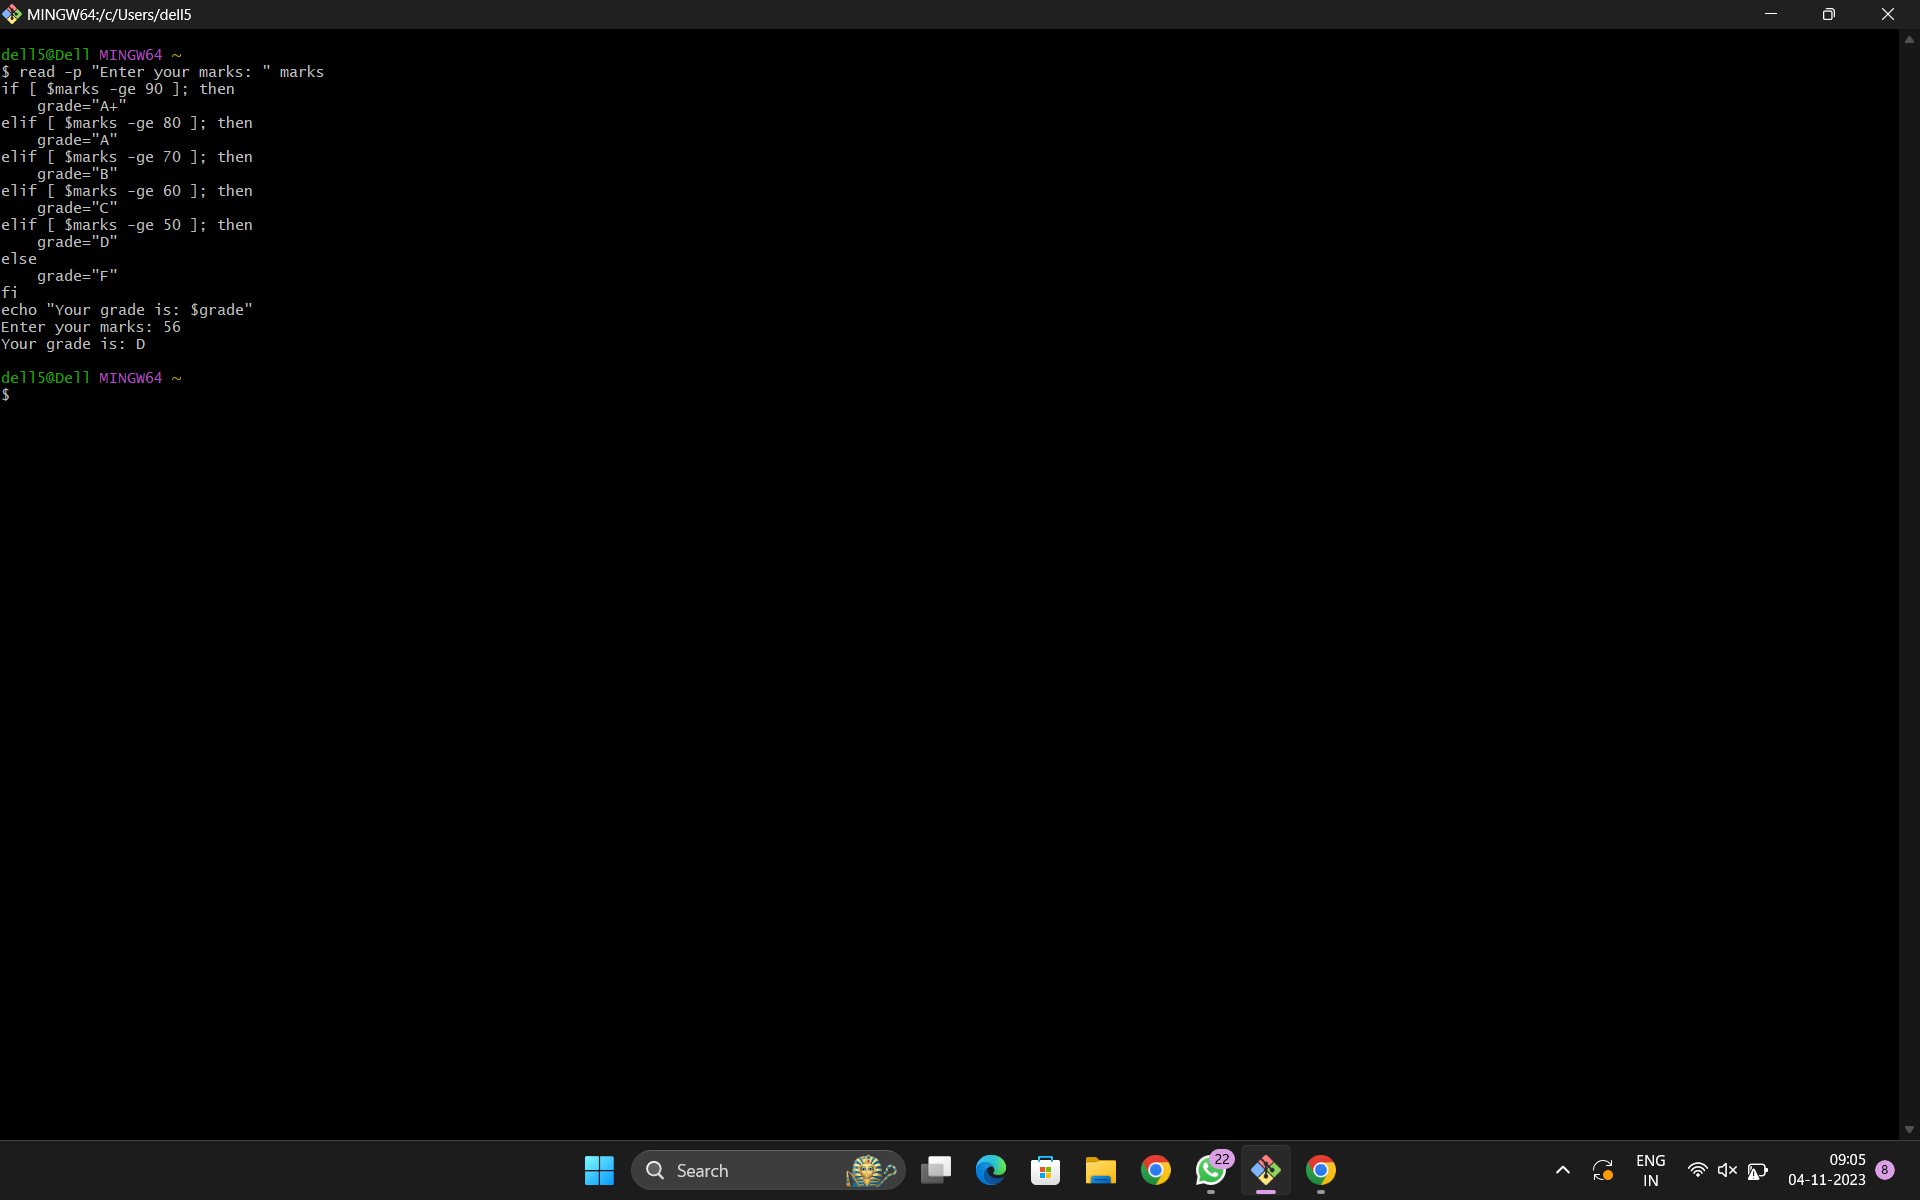 MINGW64:/c/Users/dell5
dell5@Dell MINGW64 ~
$ read -p "Enter your marks: " marks
if [ $marks -ge 90 ]; then
    grade="A+"
elif [ $marks -ge 80 ]; then
    grade="A"
elif [ $marks -ge 70 ]; then
    grade="B"
elif [ $marks -ge 60 ]; then
    grade="C"
elif [ $marks -ge 50 ]; then
    grade="D"
else
    grade="F"
fi
echo "Your grade is: $grade"
Enter your marks: 56
Your grade is: D
dell5@Dell MINGW64 ~
$
Search
22
ENG
IN
09:05
04-11-2023
8